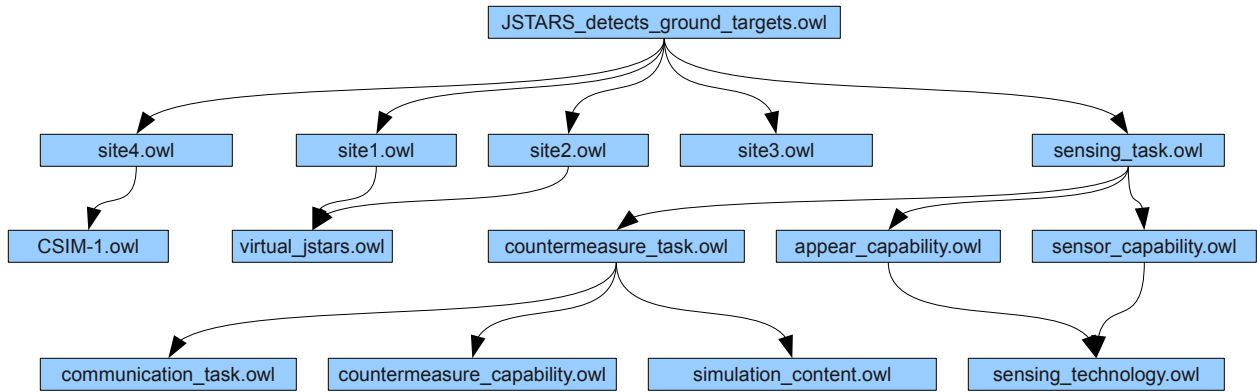 JSTARS_detects_ground_targets.owl
site4.owl
site1.owl
site2.owl
site3.owl
sensing_task.owl
CSIM-1.owl
virtual_jstars.owl
countermeasure_task.owl
appear_capability.owl
sensor_capability.owl
communication_task.owl
countermeasure_capability.owl
simulation_content.owl
sensing_technology.owl